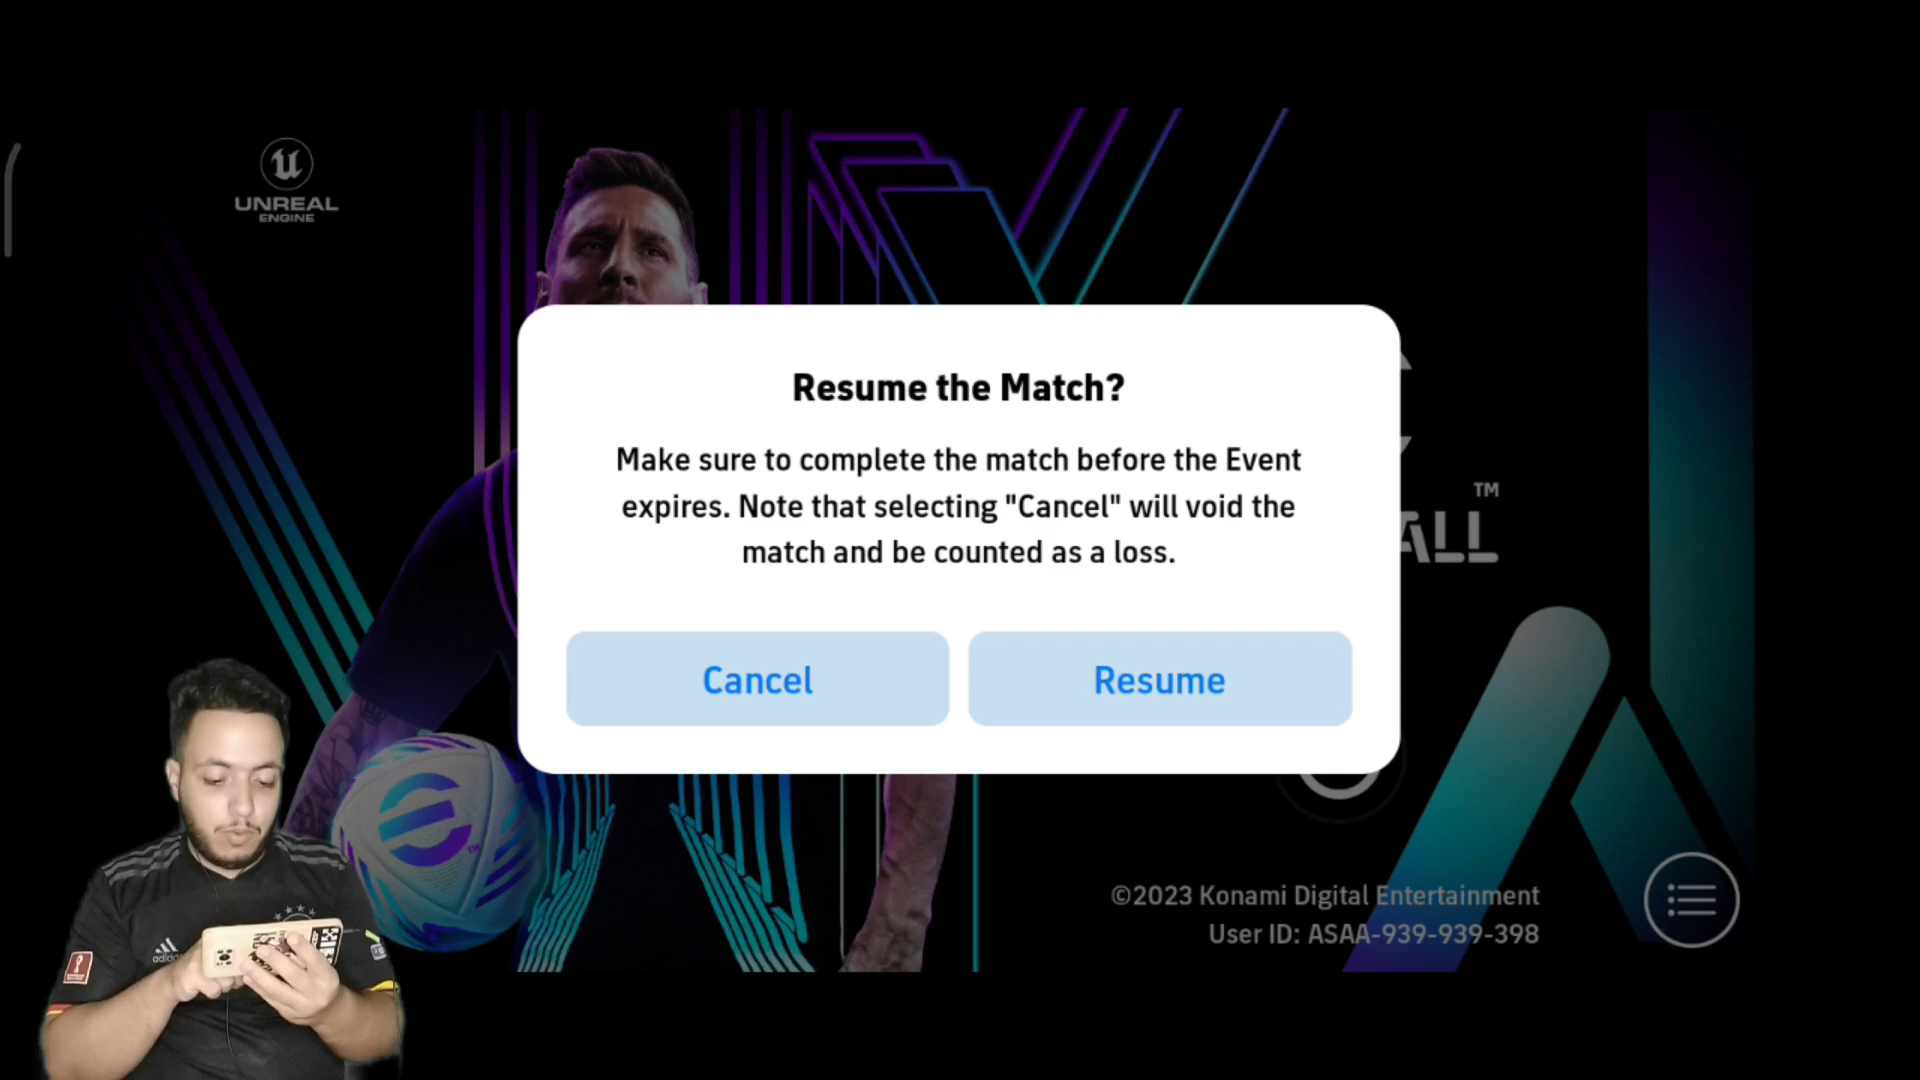 UNREAL
ENGINE
Resume the Match?
Make sure to complete the match before the Event
expires. Note that selecting "Cancel" will void the
match and be counted as a loss.
ALL™
Cancel
Resume
©2023 Konami Digital Entertainment
User ID: ASAA-939-939-398
adidas